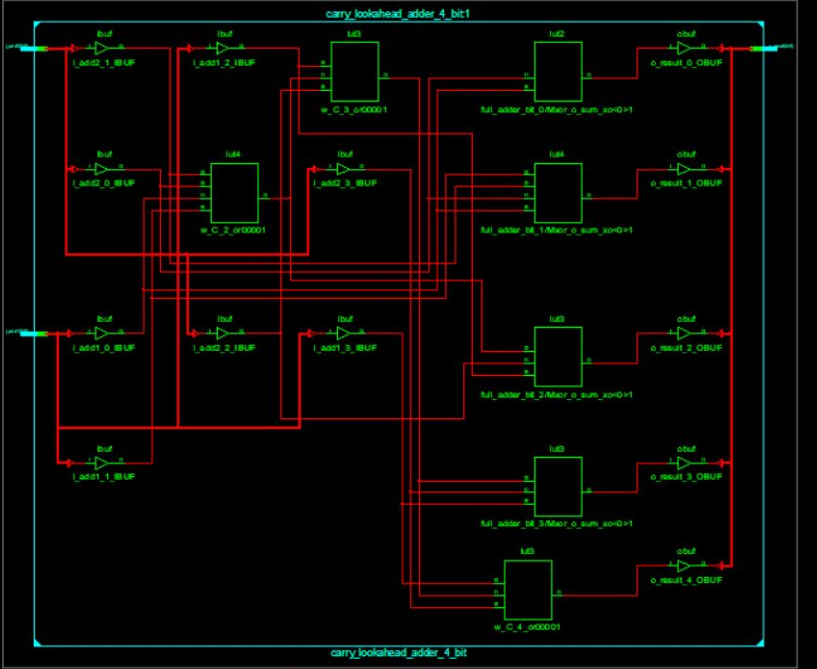 carry_lookahead_adder_4_bit1
ibuf
i_add2_1_IBUF
ibuf
i_add1_2_IBUF
lut3
w_C_3_or00001
lut2
full_adder_bit_0/Mxor_o_sum_xo<0>1
obuf
o_result_0_OBUF
ibuf
i_add2_0_IBUF
lut4
w_C_2_or00001
ibuf
i_add2_3_IBUF
lut4
full_adder_bit_1/Mxor_o_sum_xo<0>1
obuf
o_result_1_OBUF
ibuf
i_add1_0_IBUF
ibuf
i_add2_2_IBUF
ibuf
i_add1_3_IBUF
lut3
full_adder_bit_2/Mxor_o_sum_xo<0>1
obuf
o_result_2_OBUF
ibuf
i_add1_1_IBUF
lut3
full_adder_bit_3/Mxor_o_sum_xo<0>1
obuf
o_result_3_OBUF
lut3
w_C_4_or00001
obuf
o_result_4_OBUF
carry_lookahead_adder_4_bit